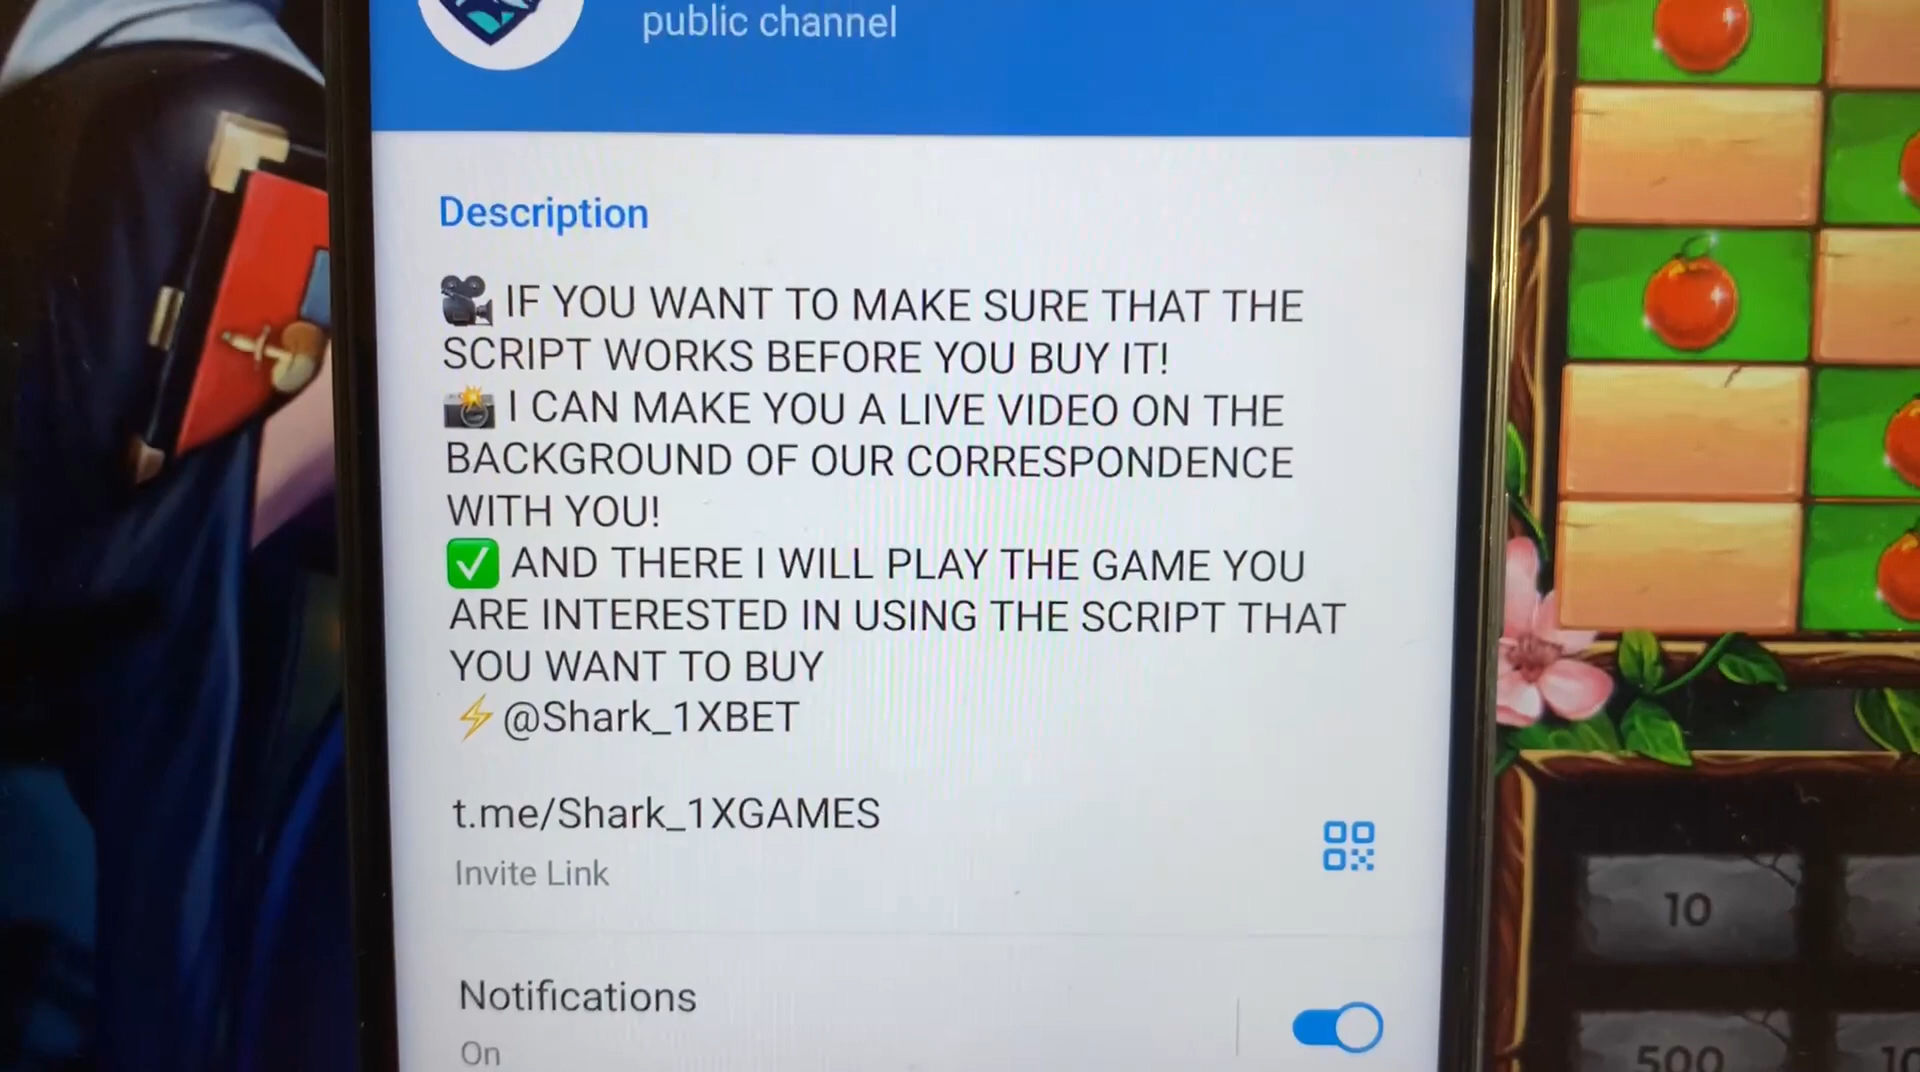 public channel
Description
IF YOU WANT TO MAKE SURE THAT THE
SCRIPT WORKS BEFORE YOU BUY IT!
I CAN MAKE YOU A LIVE VIDEO ON THE
BACKGROUND OF OUR CORRESPONDENCE
WITH YOU!
AND THERE I WILL PLAY THE GAME YOU
ARE INTERESTED IN USING THE SCRIPT THAT
YOU WANT TO BUY
@Shark_1XBET
t.me/Shark_1XGAMES
Invite Link
Notifications
On
10
500